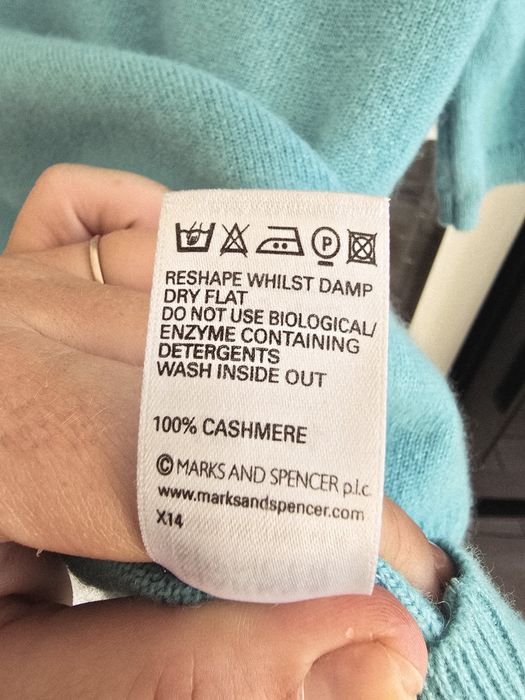 P
RESHAPE WHILST DAMP
DRY FLAT
DO NOT USE BIOLOGICAL/
ENZYME CONTAINING
DETERGENTS
WASH INSIDE OUT
100% CASHMERE
© MARKS AND SPENCER p.l.c.
www.marksandspencer.com
X14